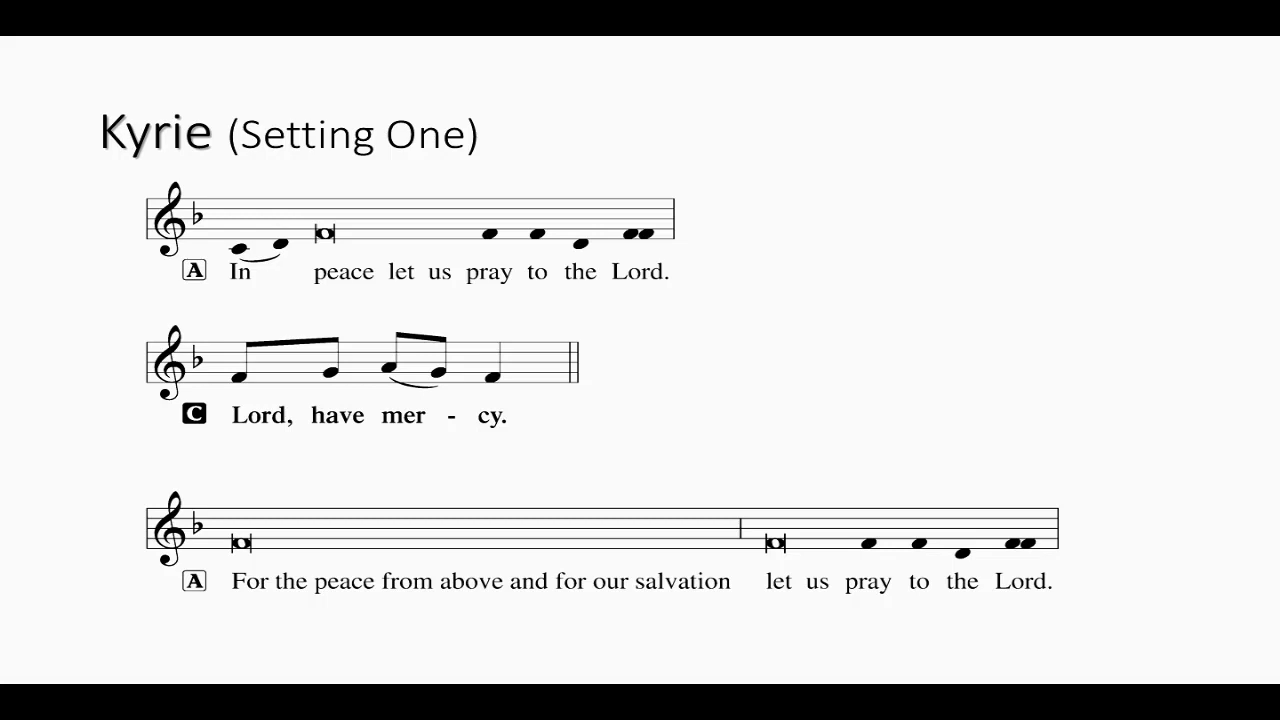 Kyrie (Setting One)
A In peace let us pray to the Lord.
C Lord, have mer - cy.
A For the peace from above and for our salvation let us pray to the Lord.